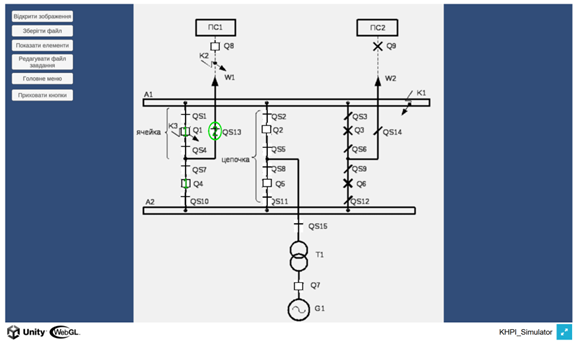 Відкрити зображення
Зберегти файл
Показати елементи
Редагувати файл
завдання
Головне меню
Приховати кнопки
ПС1
ПС2
K2
Q8
Q9
W1
W2
K1
A1
QS1
QS2
QS3
ячейка
K3
Q1
QS13
Q2
Q3
QS14
QS4
цепочка
QS5
QS6
QS7
QS8
QS9
Q4
Q5
Q6
QS10
QS11
QS12
A2
QS15
T1
Q7
G1
Unity
WebGL
KHPI_Simulator